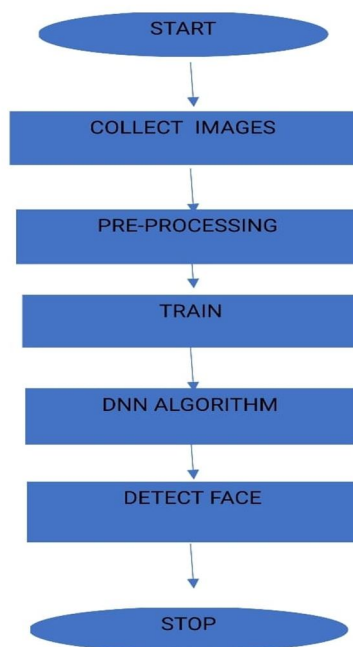 START
COLLECT IMAGES
PRE-PROCESSING
TRAIN
DNN ALGORITHM
DETECT FACE
STOP